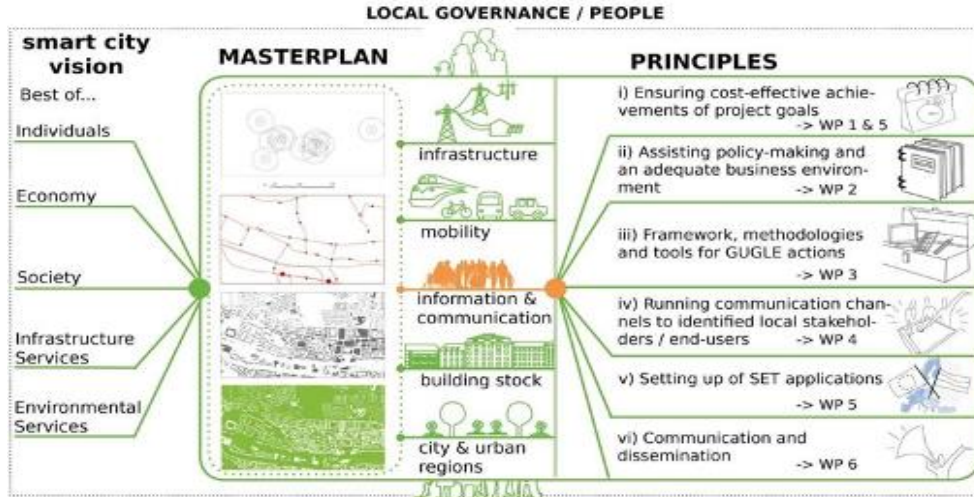 LOCAL GOVERNANCE / PEOPLE
smart city
vision
Best of...
Individuals
Economy
Society
Infrastructure
Services
Environmental
Services
MASTERPLAN
infrastructure
mobility
information &
communication
building stock
city & urban
regions
PRINCIPLES
i) Ensuring cost-effective achie-
vements of project goals
-> WP 1 & 5
ii) Assisting policy-making and
an adequate business environ-
ment
-> WP 2
iii) Framework, methodologies
and tools for GUGLE actions
-> WP 3
iv) Running communication chan-
nels to identified local stakehol-
ders / end-users
-> WP 4
v) Setting up of SET applications
-> WP 5
vi) Communication and
dissemination
-> WP 6